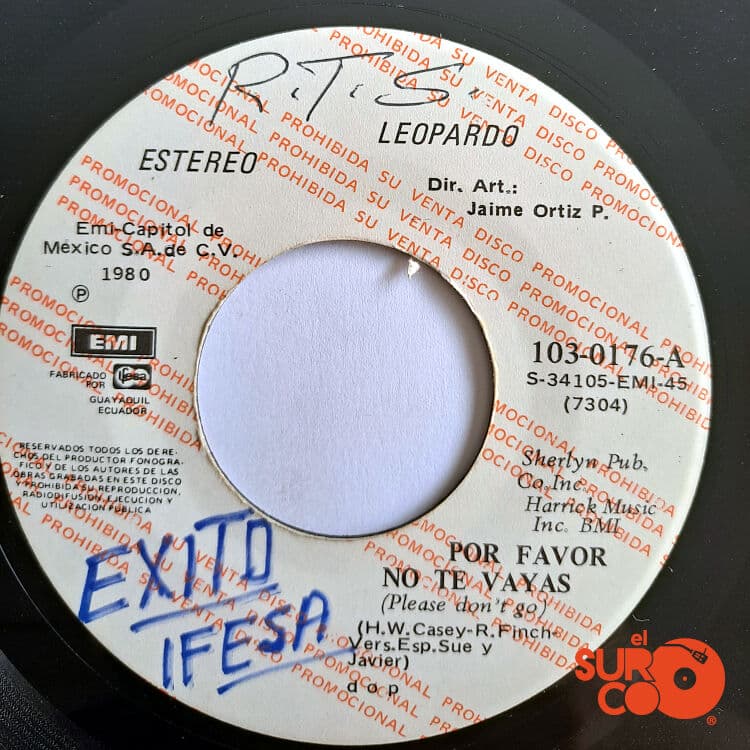 R.T.S.
LEOPARDO
ESTEREO
Dir. Art.:
Jaime Ortiz P.
Emi-Capitol de
México S.A. de C.V.
1980
Ⓟ
EMI
FABRICADO
POR
ifesa
GUAYAQUIL
ECUADOR
103-0176-A
S-34105-EMI-45
(7304)
RESERVADOS TODOS LOS DERE-
CHOS DEL PRODUCTOR FONOGRA-
FICO Y DE LOS AUTORES DE LAS
OBRAS GRABADAS EN ESTE DISCO
Y PROHIBIDA SU REPRODUCCION,
RADIODIFUSION, EJECUCION Y
UTILIZACION PUBLICA
Sherlyn Pub.
Co. Inc.
Harrick Music
Inc. BMI
POR FAVOR
NO TE VAYAS
(Please don't go)
(H.W. Casey-R. Finch-
Vers. Esp. Sue y
Javier)
d o p
EXITO
IFESA
DISCO PROMOCIONAL PROHIBIDA SU VENTA
el
SURCO